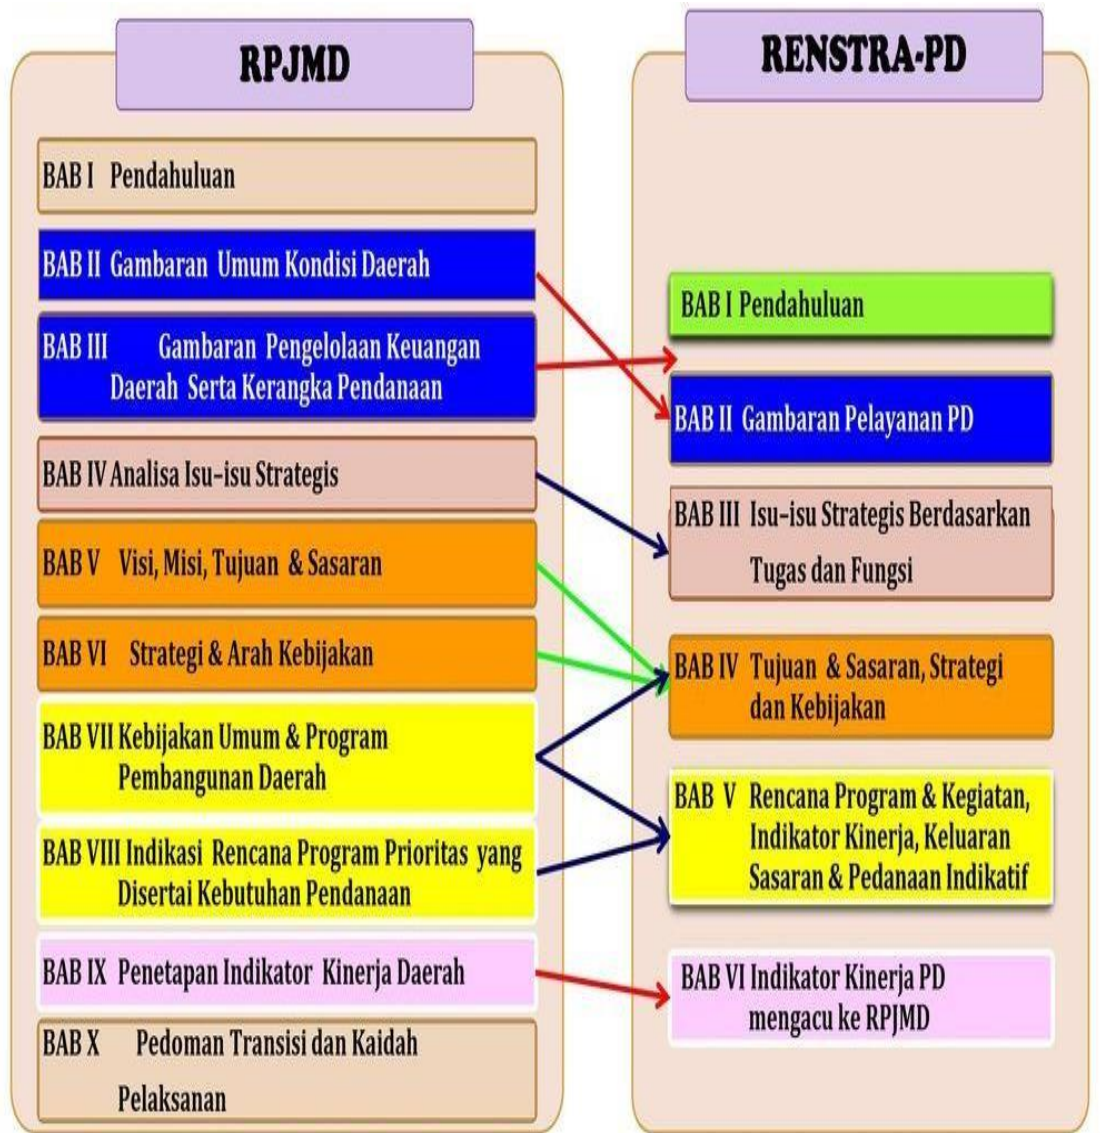 RPJMD
BAB I Pendahuluan
BAB II Gambaran Umum Kondisi Daerah
BAB III Gambaran Pengelolaan Keuangan
Daerah Serta Kerangka Pendanaan
BAB IV Analisa Isu-isu Strategis
BAB V Visi, Misi, Tujuan & Sasaran
BAB VI Strategi & Arah Kebijakan
BAB VII Kebijakan Umum & Program
Pembangunan Daerah
BAB VIII Indikasi Rencana Program Prioritas yang
Disertai Kebutuhan Pendanaan
BAB IX Penetapan Indikator Kinerja Daerah
BAB X Pedoman Transisi dan Kaidah
Pelaksanan
RENSTRA-PD
BAB I Pendahuluan
BAB II Gambaran Pelayanan PD
BAB III Isu-isu Strategis Berdasarkan
Tugas dan Fungsi
BAB IV Tujuan & Sasaran, Strategi
dan Kebijakan
BAB V Rencana Program & Kegiatan,
Indikator Kinerja, Keluaran
Sasaran & Pedanaan Indikatif
BAB VI Indikator Kinerja PD
mengacu ke RPJMD